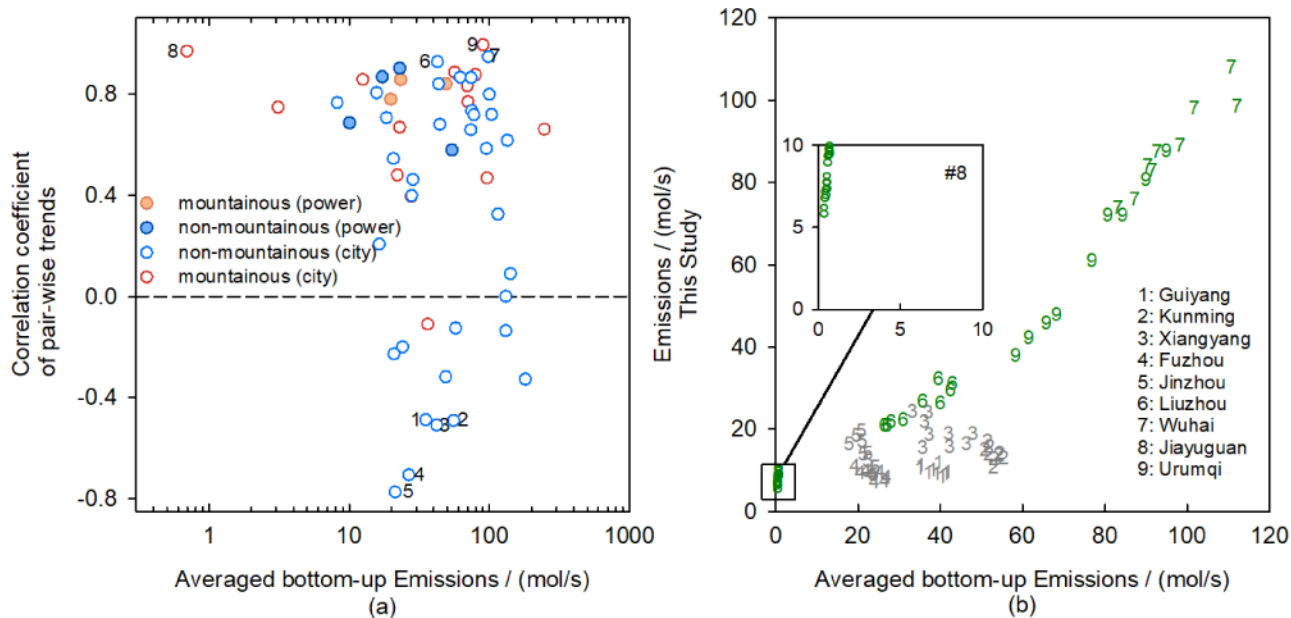 8
9
7
6
0.8
0.4
0.0
-0.4
-0.8
Correlation coefficient
of pair-wise trends
mountainous (power)
non-mountainous (power)
non-mountainous (city)
mountainous (city)
1
3
2
4
5
1
10
100
1000
Averaged bottom-up Emissions / (mol/s)
(a)
120
100
80
60
40
20
0
Emissions / (mol/s)
This Study
10
5
0
#8
0
5
10
1: Guiyang
2: Kunming
3: Xiangyang
4: Fuzhou
5: Jinzhou
6: Liuzhou
7: Wuhai
8: Jiayuguan
9: Urumqi
0
20
40
60
80
100
120
Averaged bottom-up Emissions / (mol/s)
(b)